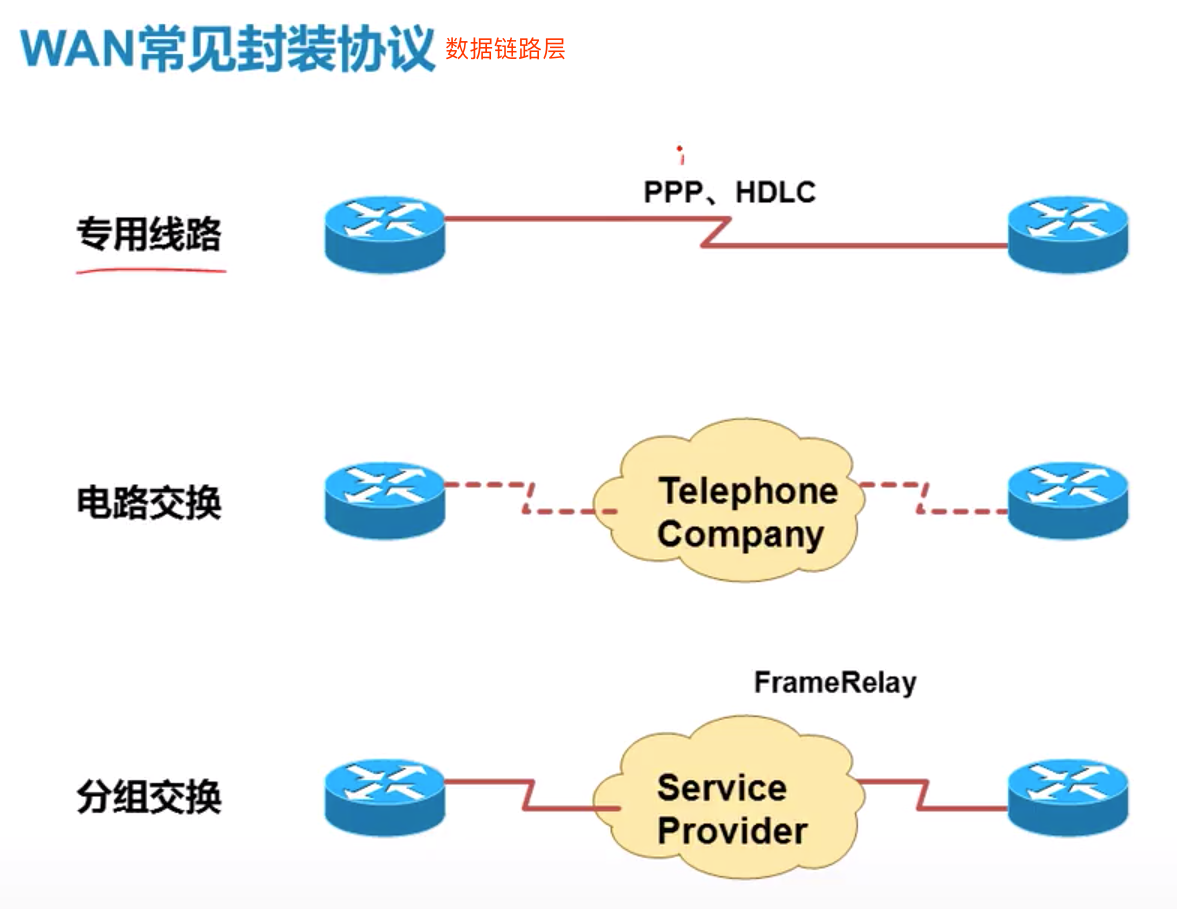 WAN常见封装协议 数据链路层
PPP、HDLC
专用线路
电路交换
Telephone
Company
FrameRelay
分组交换
Service
Provider